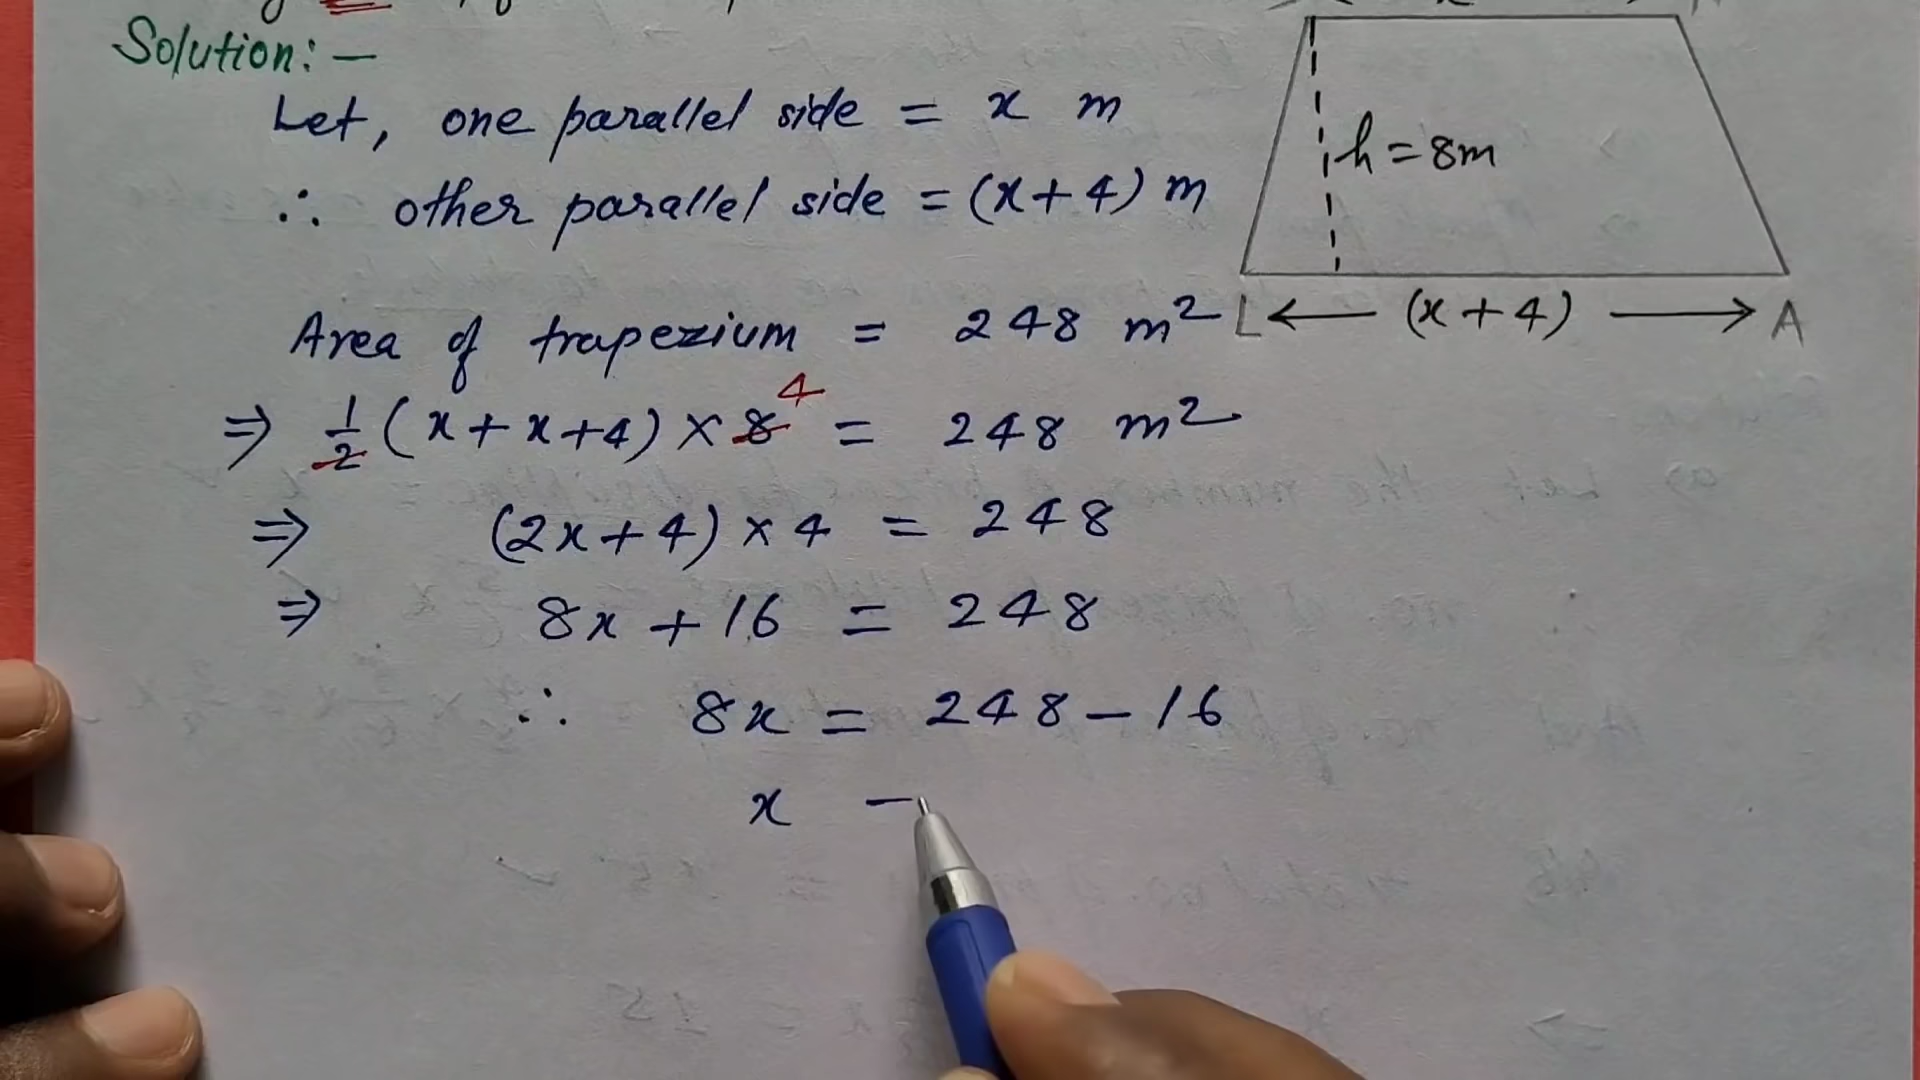 Solution:-
Let, one parallel side = x m
∴ other parallel side = (x+4) m
h = 8m
L ← (x+4) → A
Area of trapezium = 248 m²
⇒ 1/2 (x+x+4) × 8 4 = 248 m²
⇒ (2x+4) × 4 = 248
⇒ 8x + 16 = 248
∴ 8x = 248 - 16
x -